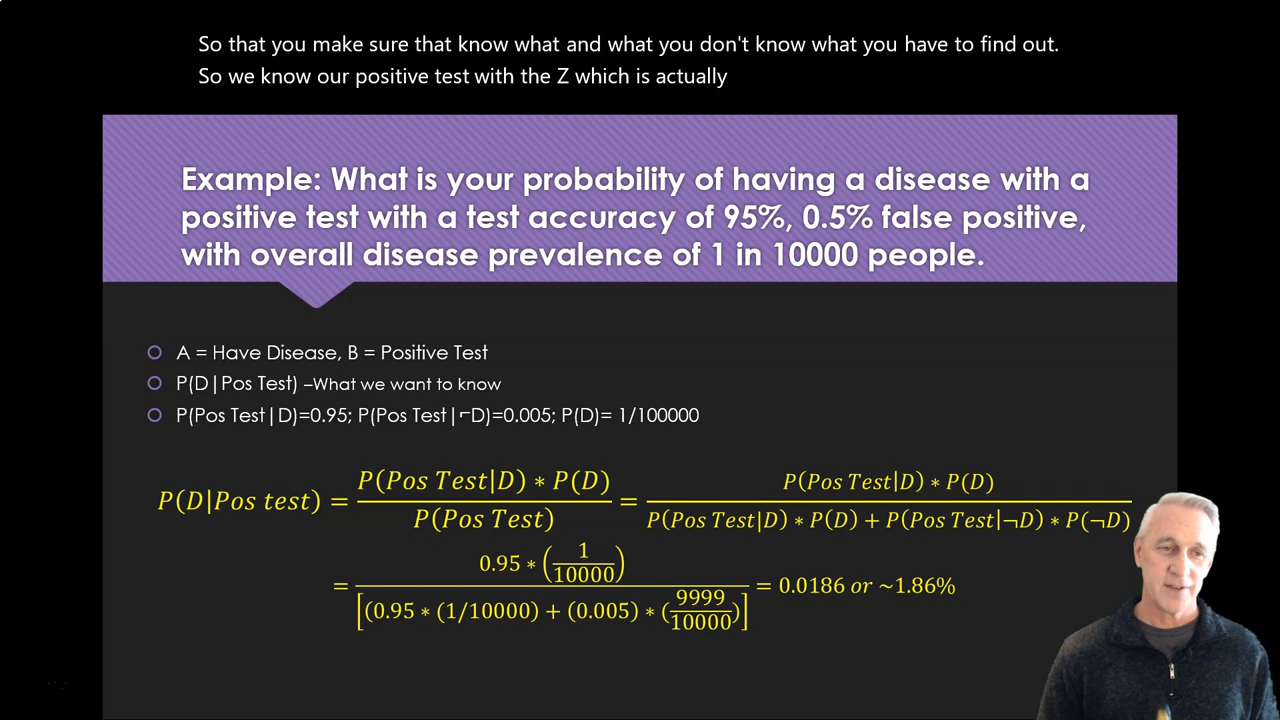 So that you make sure that know what and what you don't know what you have to find out.
So we know our positive test with the Z which is actually
Example: What is your probability of having a disease with a
positive test with a test accuracy of 95%, 0.5% false positive,
with overall disease prevalence of 1 in 10000 people.
A = Have Disease, B = Positive Test
P(D|Pos Test) –What we want to know
P(Pos Test|D)=0.95; P(Pos Test|⌐D)=0.005; P(D)= 1/100000
P(D|Pos test) = P(Pos Test|D) * P(D) / P(Pos Test) = P(Pos Test|D) * P(D) / P(Pos Test|D) * P(D) + P(Pos Test|¬D) * P(¬D)
= 0.95 * (1/10000) / [(0.95 * (1/10000) + (0.005) * (9999/10000)] = 0.0186 or ~1.86%